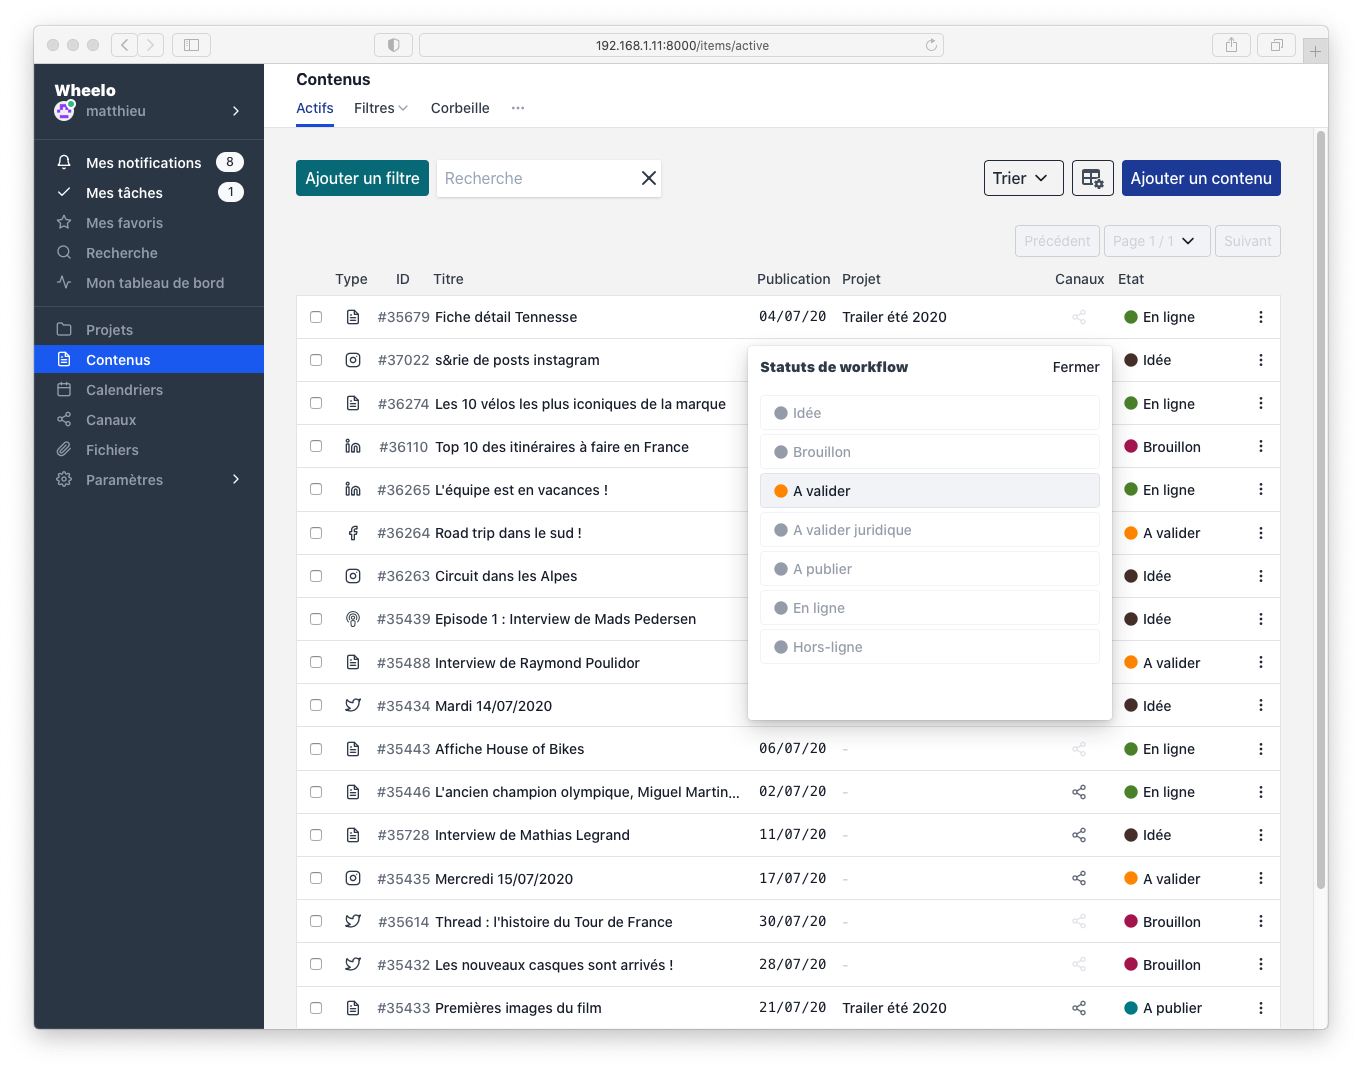 192.168.1.11:8000/items/active
Wheelo
matthieu
Mes notifications 8
Mes tâches 1
Mes favoris
Recherche
Mon tableau de bord
Projets
Contenus
Calendriers
Canaux
Fichiers
Paramètres
Contenus
Actifs Filtres Corbeille ···
Ajouter un filtre Recherche Trier Ajouter un contenu
Précédent Page 1 / 1 Suivant
Type ID Titre Publication Projet Canaux Etat
#35679 Fiche détail Tennesse 04/07/20 Trailer été 2020 En ligne
#37022 s&rie de posts instagram Idée
#36274 Les 10 vélos les plus iconiques de la marque En ligne
#36110 Top 10 des itinéraires à faire en France Brouillon
#36265 L'équipe est en vacances ! En ligne
#36264 Road trip dans le sud ! A valider
#36263 Circuit dans les Alpes Idée
#35439 Episode 1 : Interview de Mads Pedersen Idée
#35488 Interview de Raymond Poulidor A valider
#35434 Mardi 14/07/2020 Idée
#35443 Affiche House of Bikes 06/07/20 - En ligne
#35446 L'ancien champion olympique, Miguel Martin... 02/07/20 - En ligne
#35728 Interview de Mathias Legrand 11/07/20 - Idée
#35435 Mercredi 15/07/2020 17/07/20 - A valider
#35614 Thread : l'histoire du Tour de France 30/07/20 - Brouillon
#35432 Les nouveaux casques sont arrivés ! 28/07/20 - Brouillon
#35433 Premières images du film 21/07/20 Trailer été 2020 A publier
Statuts de workflow Fermer
Idée
Brouillon
A valider
A valider juridique
A publier
En ligne
Hors-ligne